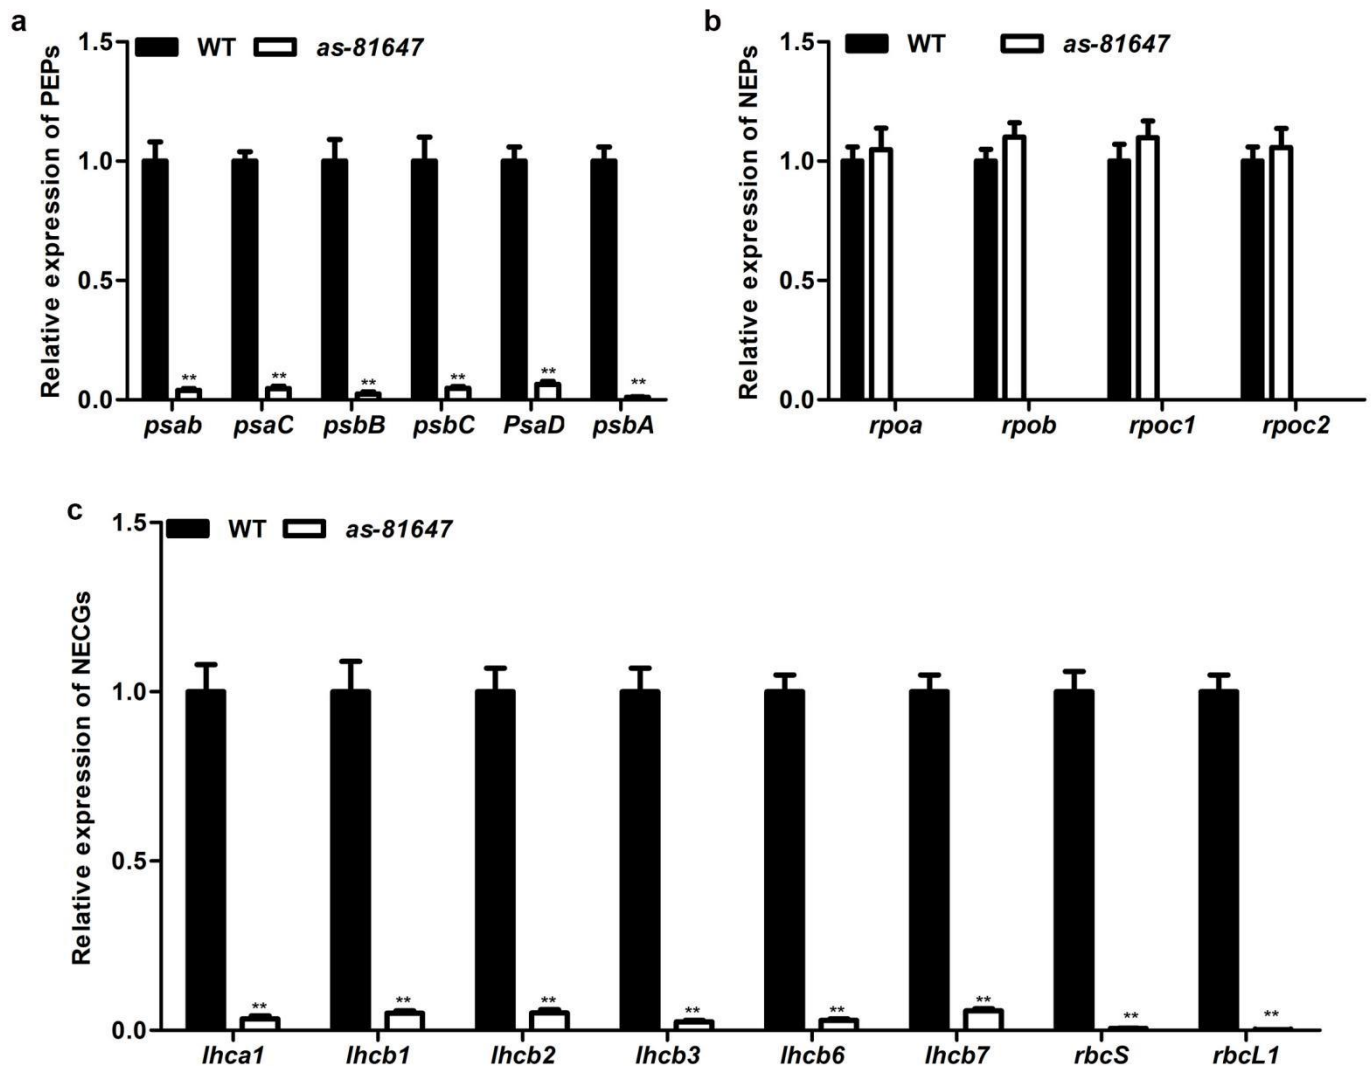 a
Relative expression of PEPs
WT as-81647
1.5
1.0
0.5
0.0
** ** ** ** ** **
psab psaC psbB psbC PsaD psbA
b
Relative expression of NEPs
WT as-81647
1.5
1.0
0.5
0.0
rpoa rpob rpoc1 rpoc2
c
Relative expression of NECGs
WT as-81647
1.5
1.0
0.5
0.0
** ** ** ** ** ** ** **
lhca1 lhcb1 lhcb2 lhcb3 lhcb6 lhcb7 rbcS rbcL1